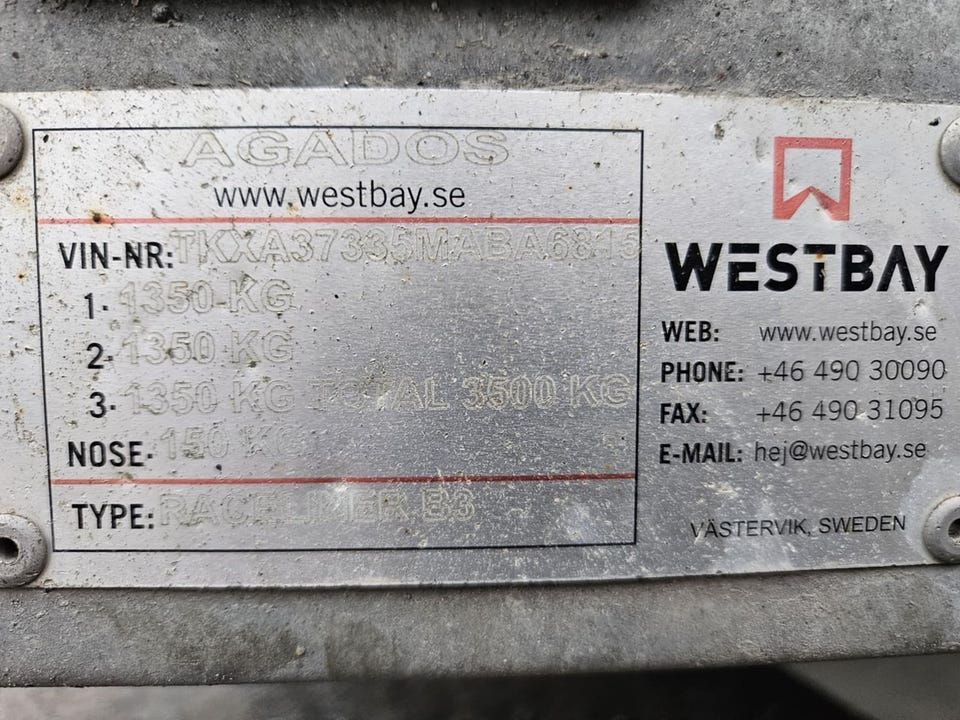 AGADOS
www.westbay.se
VIN-NR: TKXA37335MABA6815
1. 1350 KG
2. 1350 KG
3. 1350 KG TOTAL 3500 KG
NOSE. 150 KG
TYPE: RACELINER B3
WESTBAY
WEB: www.westbay.se
PHONE: +46 490 30090
FAX: +46 490 31095
E-MAIL: hej@westbay.se
VÄSTERVIK, SWEDEN